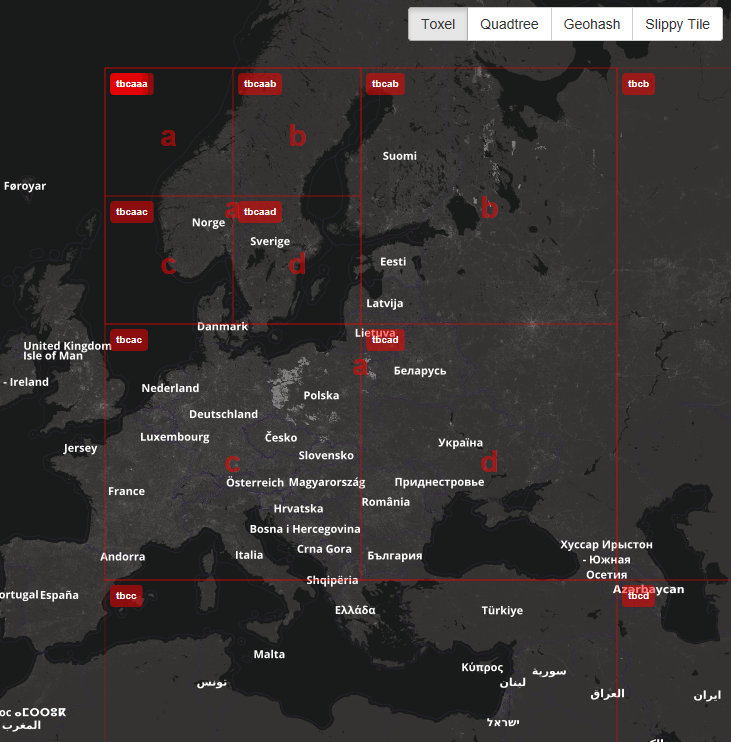 Toxel Quadtree Geohash Slippy Tile
tbcaaa
tbcaab
tbcab
tbcb
a
b
Suomi
Føroyar
tbcaac
a
tbcaad
b
Norge
Sverige
c
d
Eesti
Latvija
Danmark
Lietuva
United Kingdom
Isle of Man
tbcac
tbcad
a
Беларусь
- Ireland
Nederland
Polska
Deutschland
Luxembourg
Česko
Україна
Jersey
Slovensko
c
d
Österreich
Magyarország
Приднестровье
France
România
Hrvatska
Bosna i Hercegovina
Crna Gora
Хуссар Ирыстон
- Южная
Осетия
Andorra
Italia
България
Shqipëria
Azərbaycan
ortugal
España
tbcc
tbcd
Ελλάδα
Türkiye
Malta
Κύπρος
سورية
تونس
لبنان
العراق
ایران
oc ⴰⵎⵔⵔⵓⴽ
المغرب
ישראל